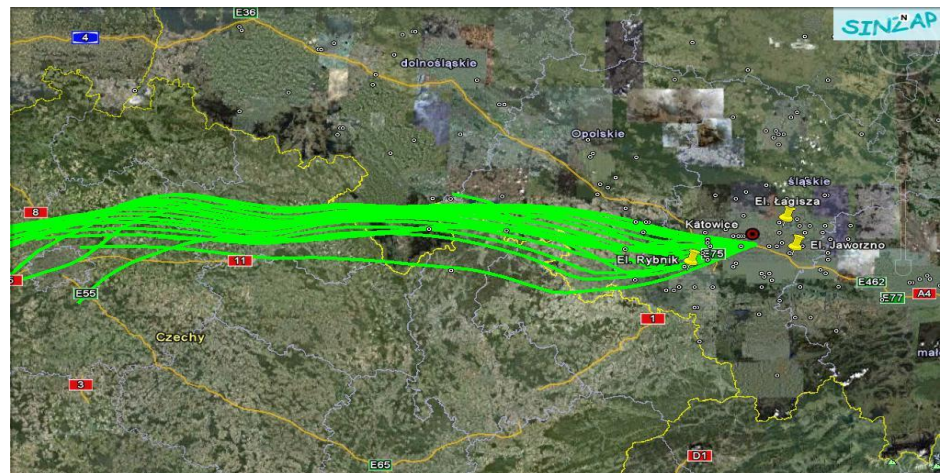 E36
N
SINZAP
4
dolnośląskie
Opolskie
śląskie
El. Łagisza
8
Katowice
El. Jaworzno
E75
El. Rybnik
11
E462
E55
E77
A4
1
Czechy
mało
3
E65
D1